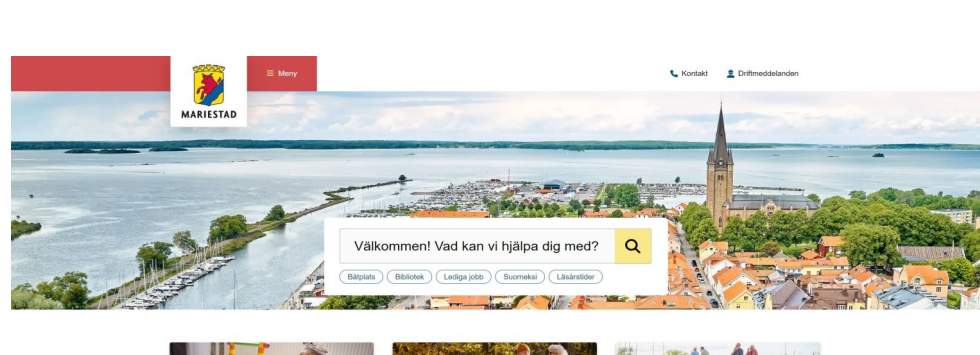 Meny
Kontakt
Driftmeddelanden
MARIESTAD
Välkommen! Vad kan vi hjälpa dig med?
Båtplats
Bibliotek
Lediga jobb
Suomeksi
Läsårstider